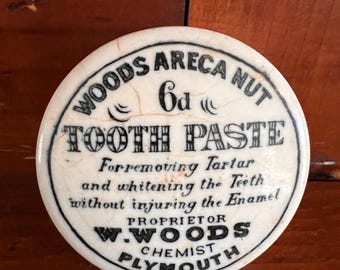 WOODS ARECA NUT
6d
TOOTH PASTE
For removing Tartar
and whitening the Teeth
without injuring the Enamel
PROPRIETOR
W. WOODS
CHEMIST
PLYMOUTH